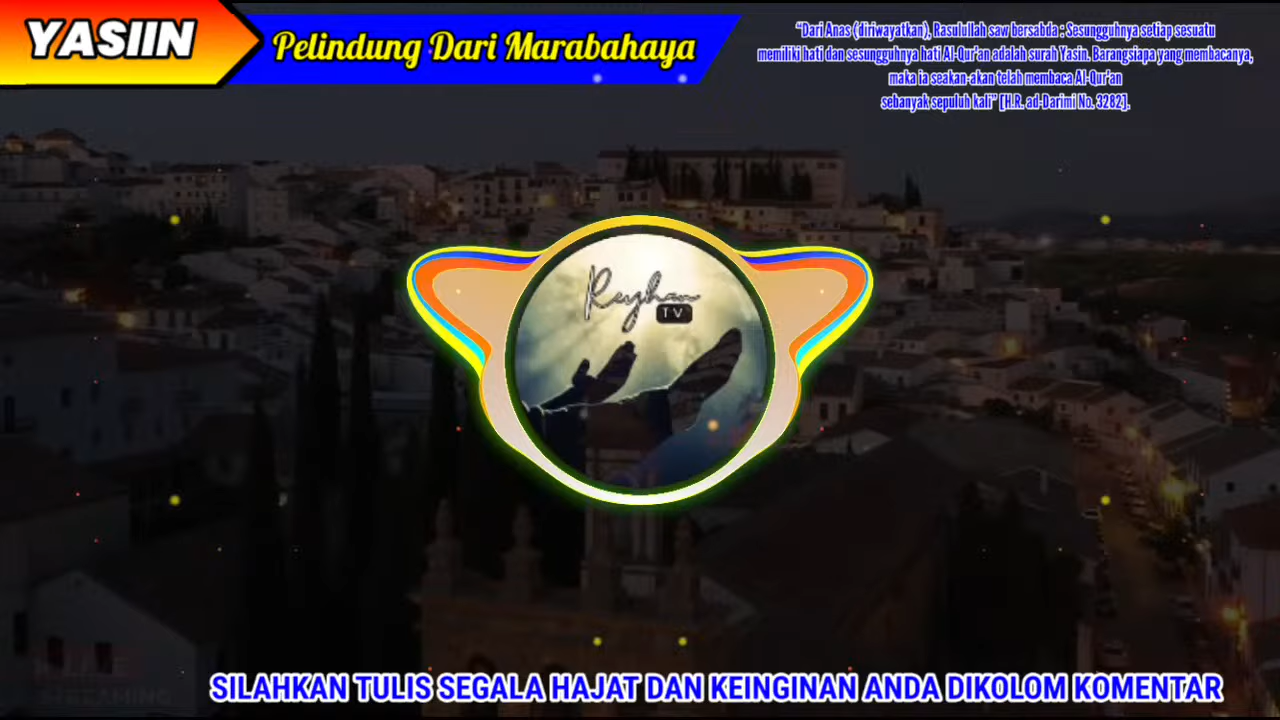 YASIIN
Pelindung Dari Marabahaya
“Dari Anas (diriwayatkan), Rasulullah saw bersabda : Sesungguhnya setiap sesuatu
memiliki hati dan sesungguhnya hati Al-Qur’an adalah surah Yasin. Barangsiapa yang membacanya,
maka ia seakan-akan telah membaca Al-Qur’an
sebanyak sepuluh kali” [H.R. ad-Darimi No. 3282].
Reyhan
TV
LIVE
STREAMING
SILAHKAN TULIS SEGALA HAJAT DAN KEINGINAN ANDA DIKOLOM KOMENTAR